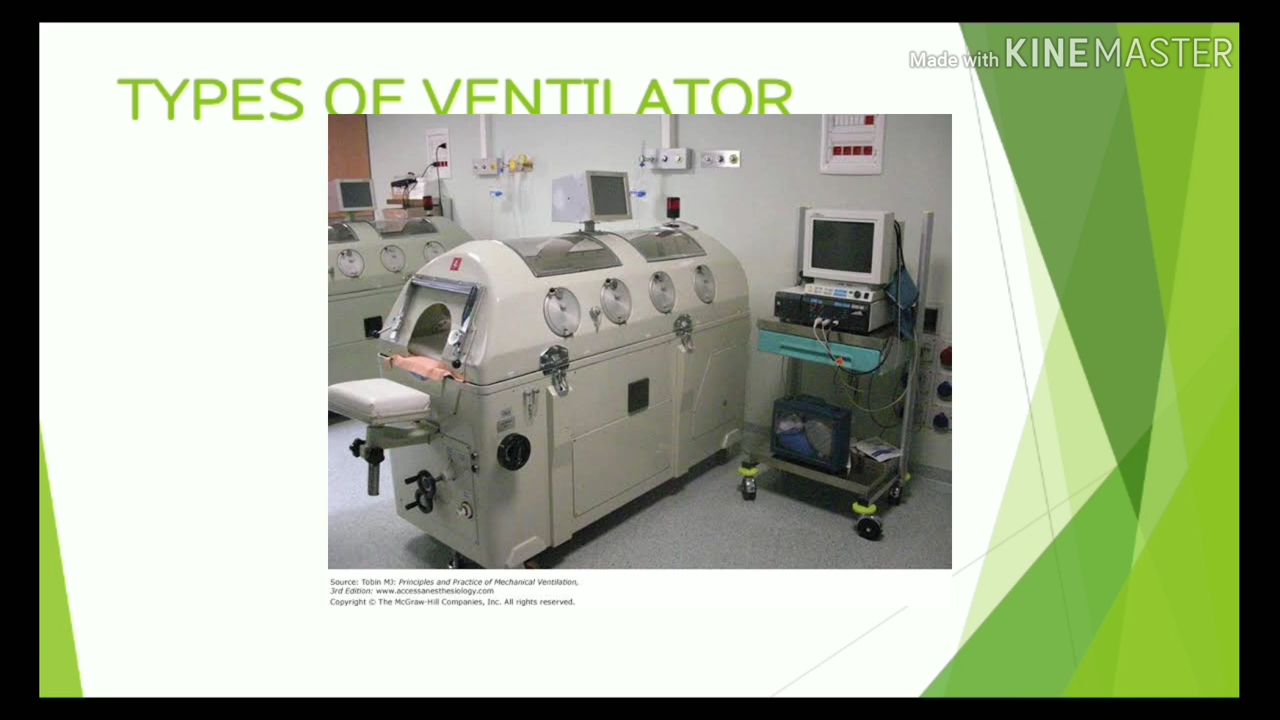 Made with KINEMASTER
TYPES OF VENTILATOR
Source: Tobin MJ: Principles and Practice of Mechanical Ventilation,
3rd Edition: www.accessanesthesiology.com
Copyright © The McGraw-Hill Companies, Inc. All rights reserved.